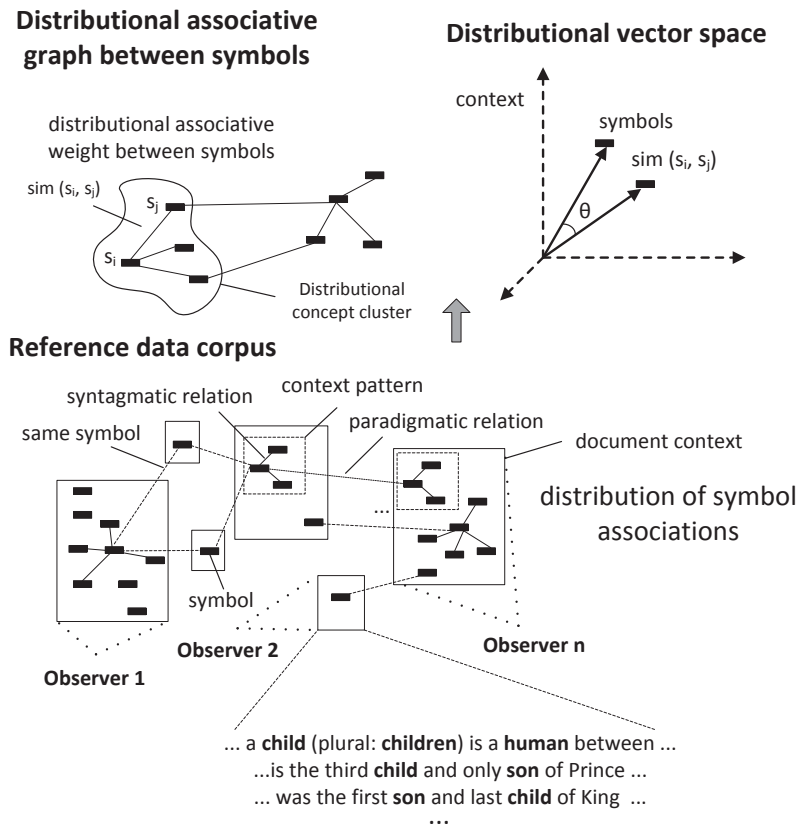 Distributional associative
graph between symbols
Distributional vector space
distributional associative
weight between symbols
sim (si, sj)
sj
si
Distributional
concept cluster
context
symbols
sim (si, sj)
θ
Reference data corpus
syntagmatic relation
context pattern
same symbol
paradigmatic relation
document context
distribution of symbol
associations
...
symbol
Observer 1
Observer 2
Observer n
... a child (plural: children) is a human between ...
...is the third child and only son of Prince ...
... was the first son and last child of King ...
...